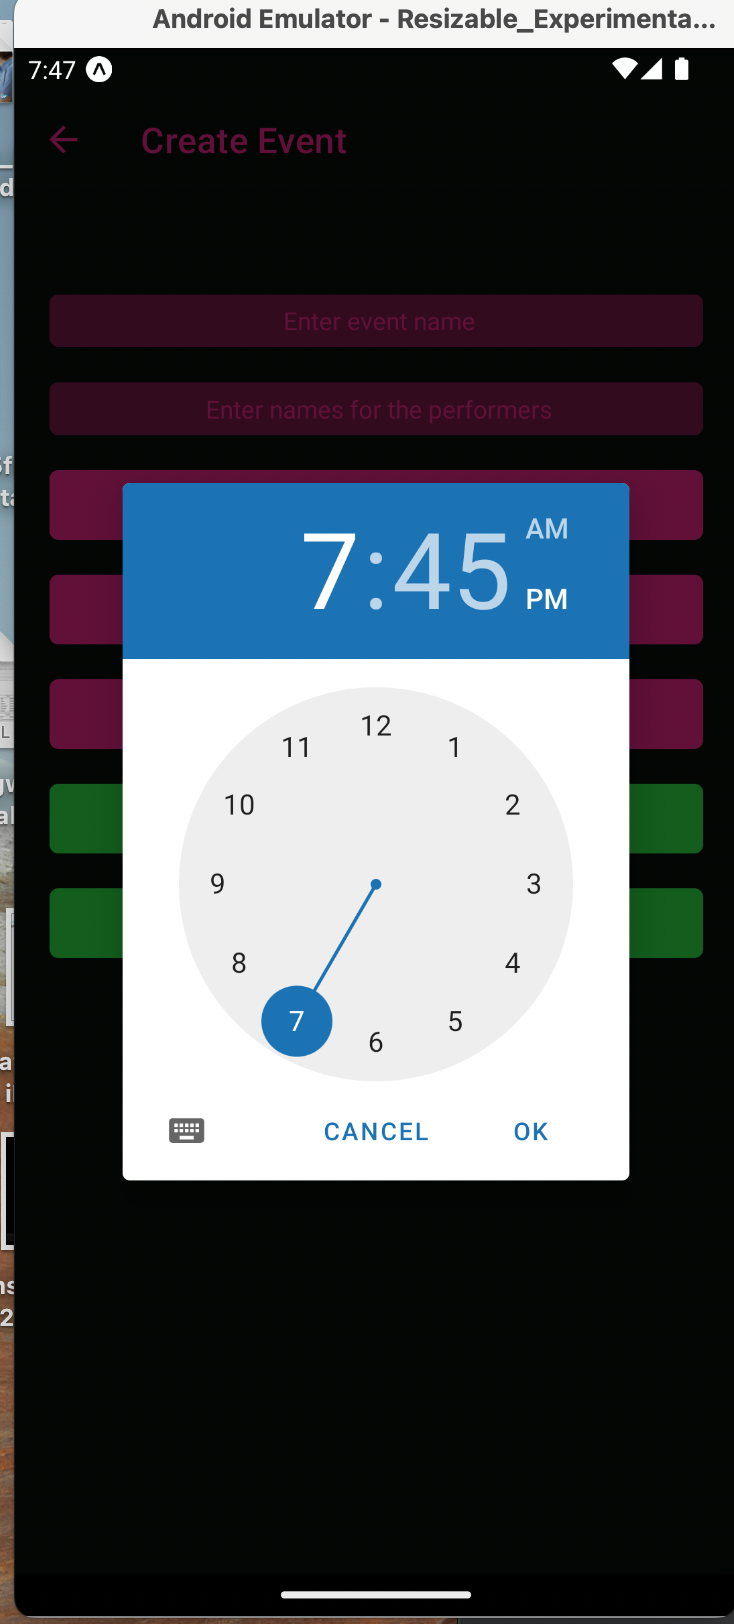 Android Emulator - Resizable_Experimenta...
7:47
Create Event
Enter event name
Enter names for the performers
7:45
AM
PM
12
1
2
3
4
5
6
7
8
9
10
11
CANCEL
OK